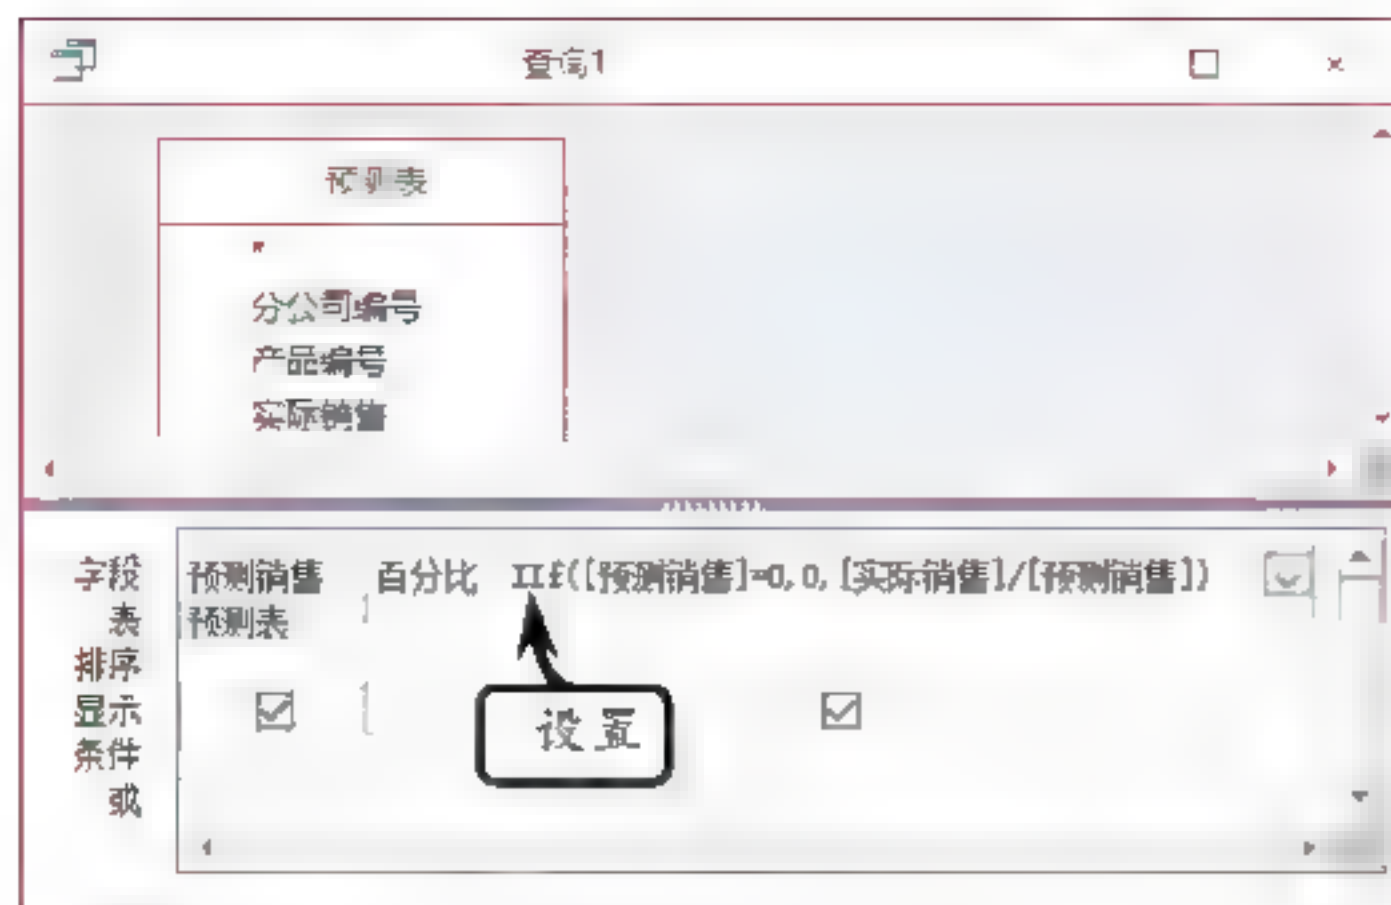 查询1
预测表
*
分公司编号
产品编号
实际销售
字段 预测销售 百分比 IIf([预测销售]=0,0,[实际销售]/[预测销售])
表 预测表
排序
显示
设置
条件
或